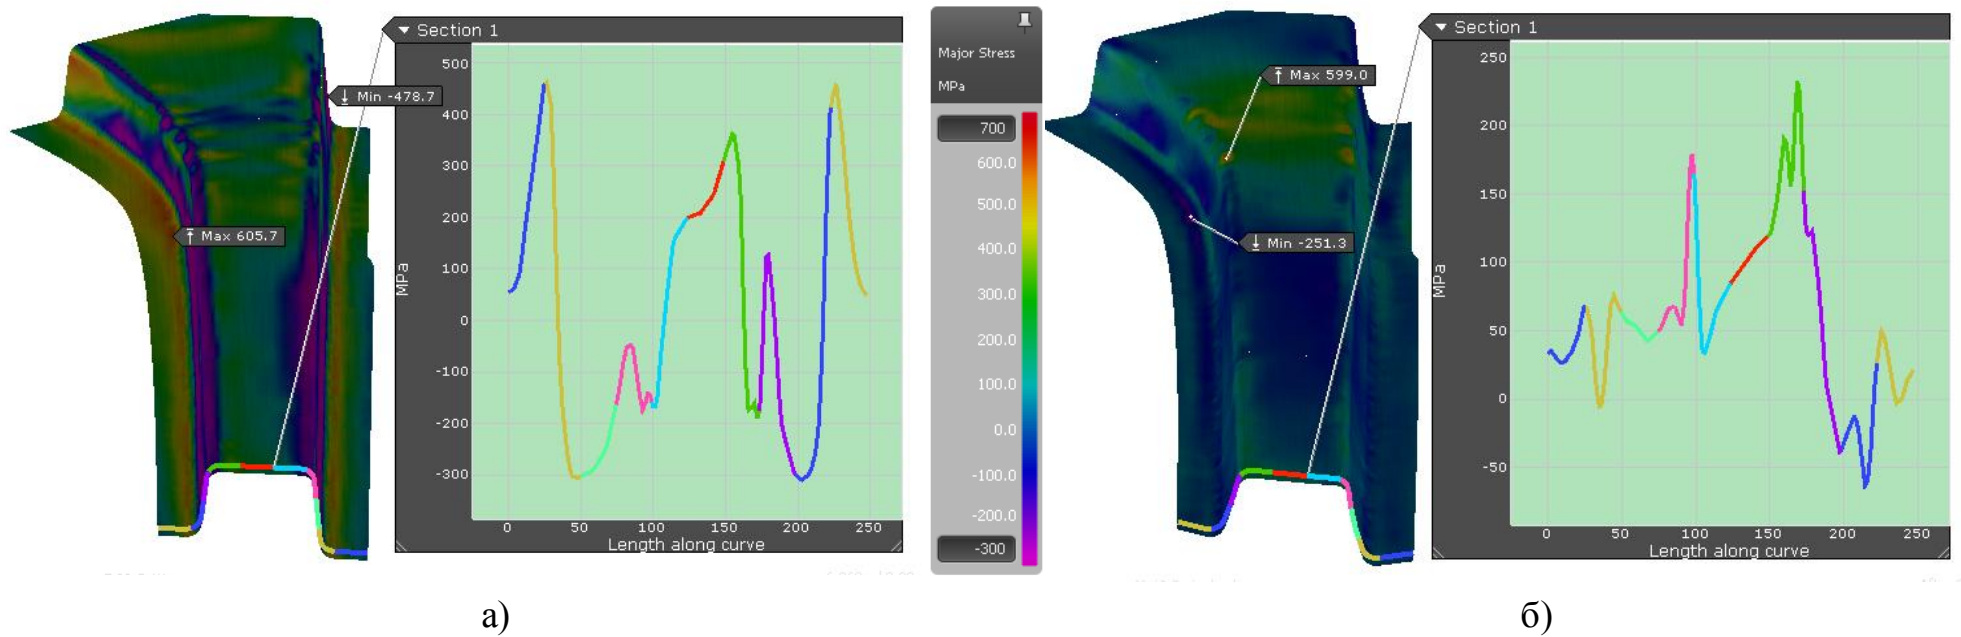 Section 1
500
400
300
200
100
0
-100
-200
-300
MPa
0 50 100 150 200 250
Length along curve
Min -478.7
Max 605.7
Major Stress
MPa
700
600.0
500.0
400.0
300.0
200.0
100.0
0.0
-100.0
-200.0
-300
Section 1
250
200
150
100
50
0
-50
MPa
0 50 100 150 200 250
Length along curve
Max 599.0
Min -251.3
а) б)